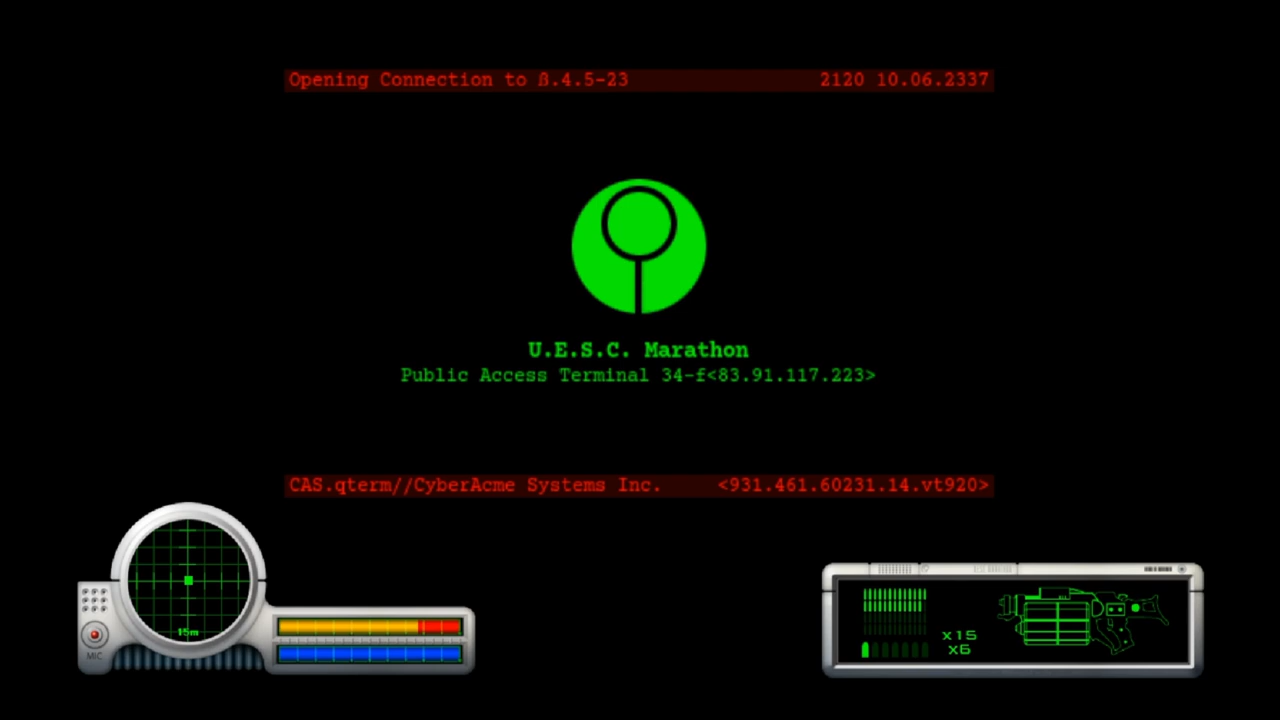 Opening Connection to ß.4.5-23 2120 10.06.2337
U.E.S.C. Marathon
Public Access Terminal 34-f<83.91.117.223>
CAS.qterm//CyberAcme Systems Inc. <931.461.60231.14.vt920>
15m
MIC
x15
x6